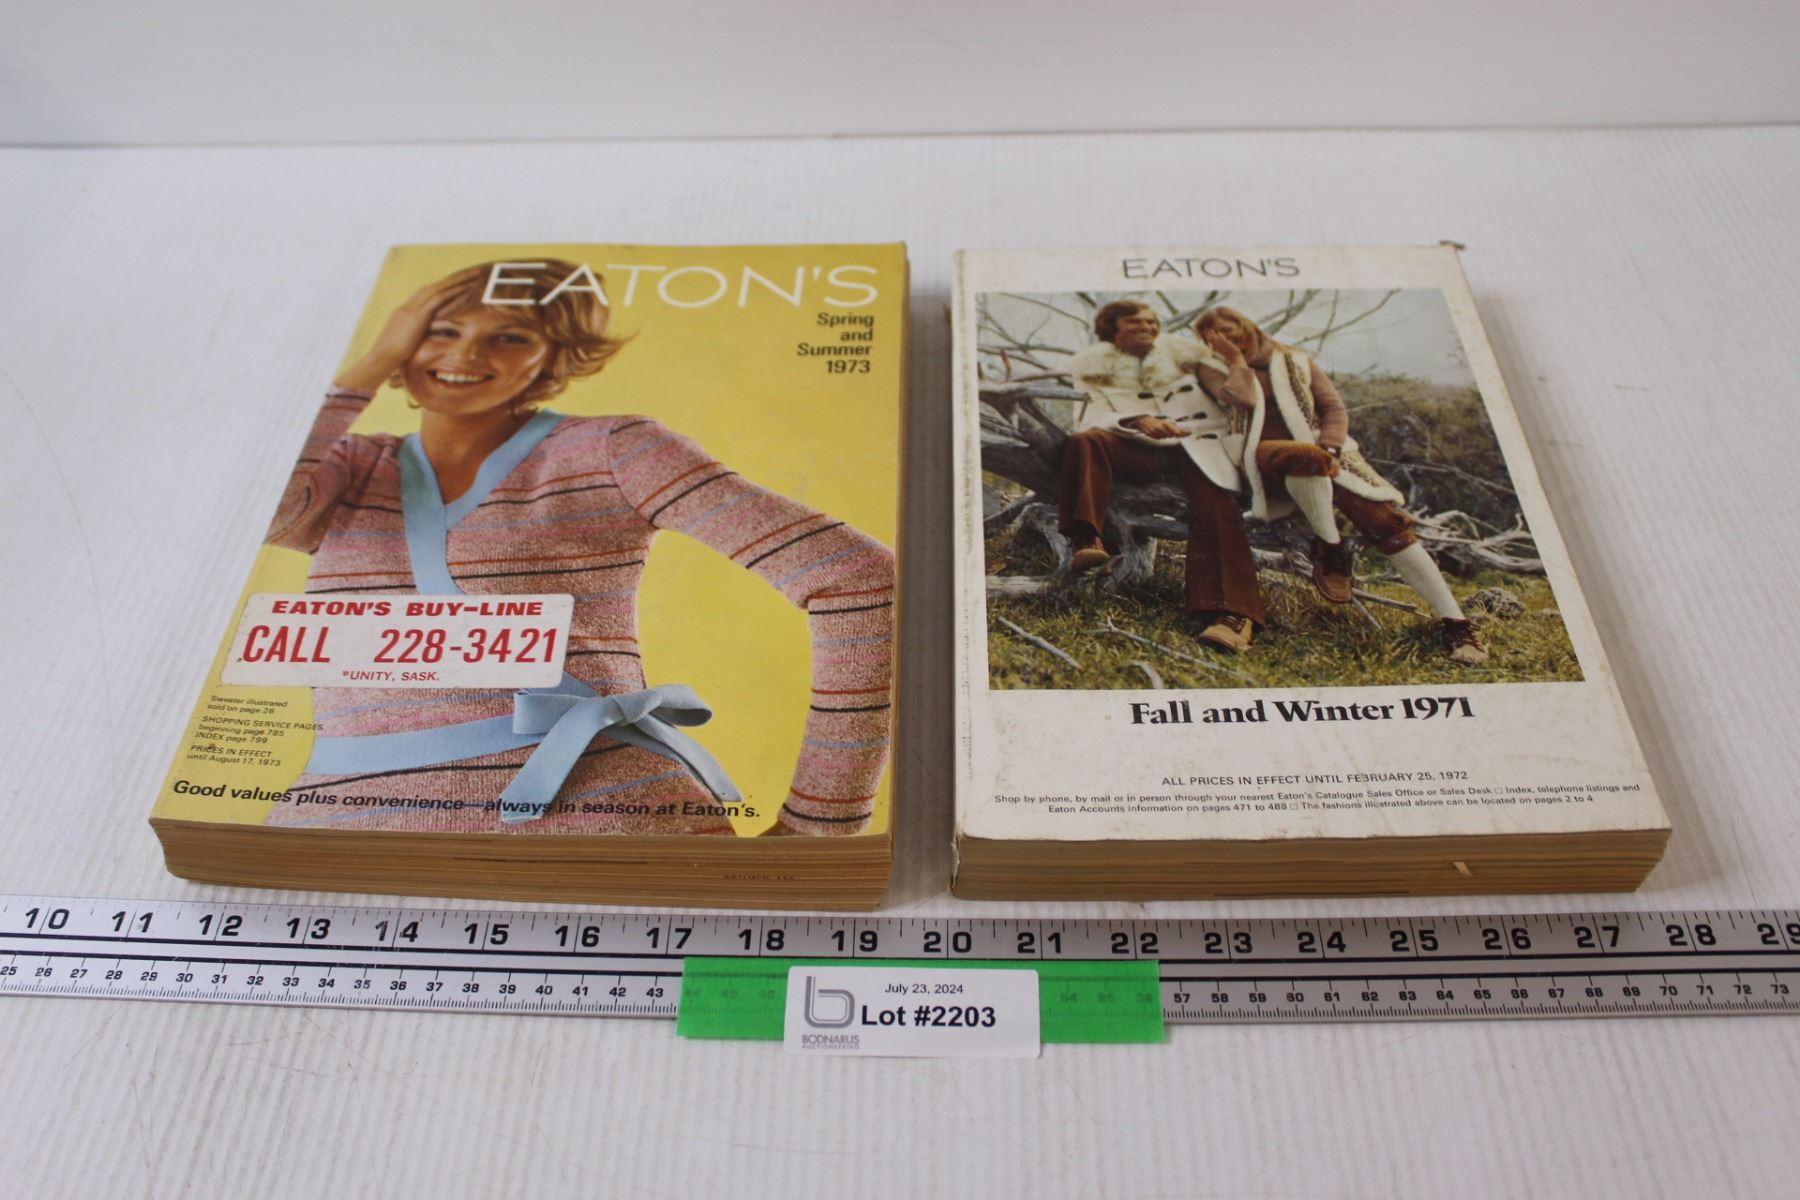 EATON'S
Spring
and
Summer
1973
EATON'S BUY-LINE
CALL 228-3421
*UNITY, SASK.
Sweater illustrated
sold on page 26
SHOPPING SERVICE PAGES
beginning page 785
INDEX page 799
PRICES IN EFFECT
until August 17, 1973
Good values plus convenience—always in season at Eaton's.
EATON'S
Fall and Winter 1971
ALL PRICES IN EFFECT UNTIL FEBRUARY 25, 1972
Shop by phone, by mail or in person through your nearest Eaton's Catalogue Sales Office or Sales Desk □ Index, telephone listings and
Eaton Accounts information on pages 471 to 488 □ The fashions illustrated above can be located on pages 2 to 4
10 11 12 13 14 15 16 17 18 19 20 21 22 23 24 25 26 27 28 29
25 26 27 28 29 30 31 32 33 34 35 36 37 38 39 40 41 42 43 44 45 46 54 55 56 57 58 59 60 61 62 63 64 65 66 67 68 69 70 71 72 73
July 23, 2024
Lot #2203
BODNARUS
AUCTIONEERING